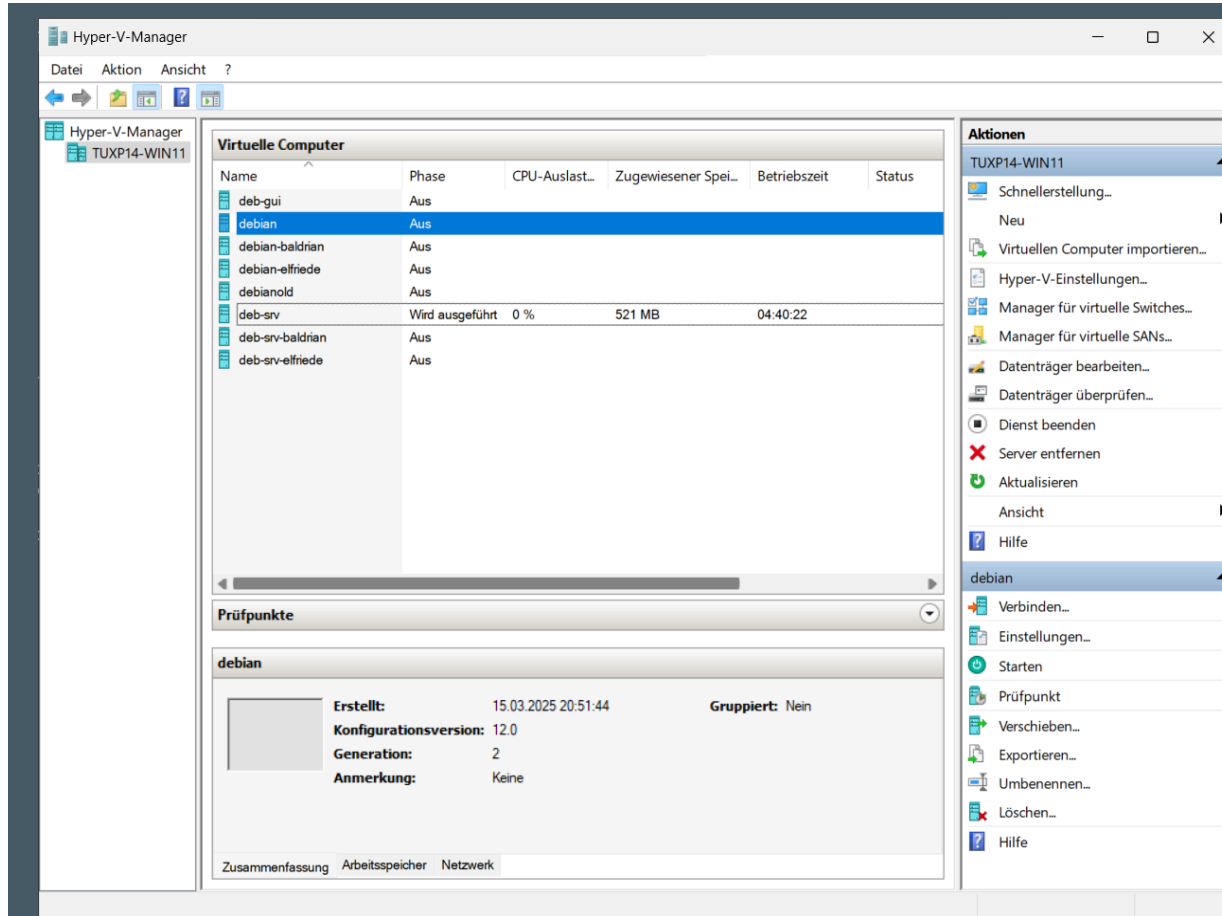 Hyper-V-Manager
Datei Aktion Ansicht ?
Hyper-V-Manager
TUXP14-WIN11
Virtuelle Computer
Name Phase CPU-Auslast... Zugewiesener Spei... Betriebszeit Status
deb-gui Aus
debian Aus
debian-baldrian Aus
debian-elfriede Aus
debianold Aus
deb-srv Wird ausgeführt 0 % 521 MB 04:40:22
deb-srv-baldrian Aus
deb-srv-elfriede Aus
Prüfpunkte
debian
Erstellt: 15.03.2025 20:51:44 Gruppiert: Nein
Konfigurationsversion: 12.0
Generation: 2
Anmerkung: Keine
Zusammenfassung Arbeitsspeicher Netzwerk
Aktionen
TUXP14-WIN11
Schnellerstellung...
Neu
Virtuellen Computer importieren...
Hyper-V-Einstellungen...
Manager für virtuelle Switches...
Manager für virtuelle SANs...
Datenträger bearbeiten...
Datenträger überprüfen...
Dienst beenden
Server entfernen
Aktualisieren
Ansicht
Hilfe
debian
Verbinden...
Einstellungen...
Starten
Prüfpunkt
Verschieben...
Exportieren...
Umbenennen...
Löschen...
Hilfe